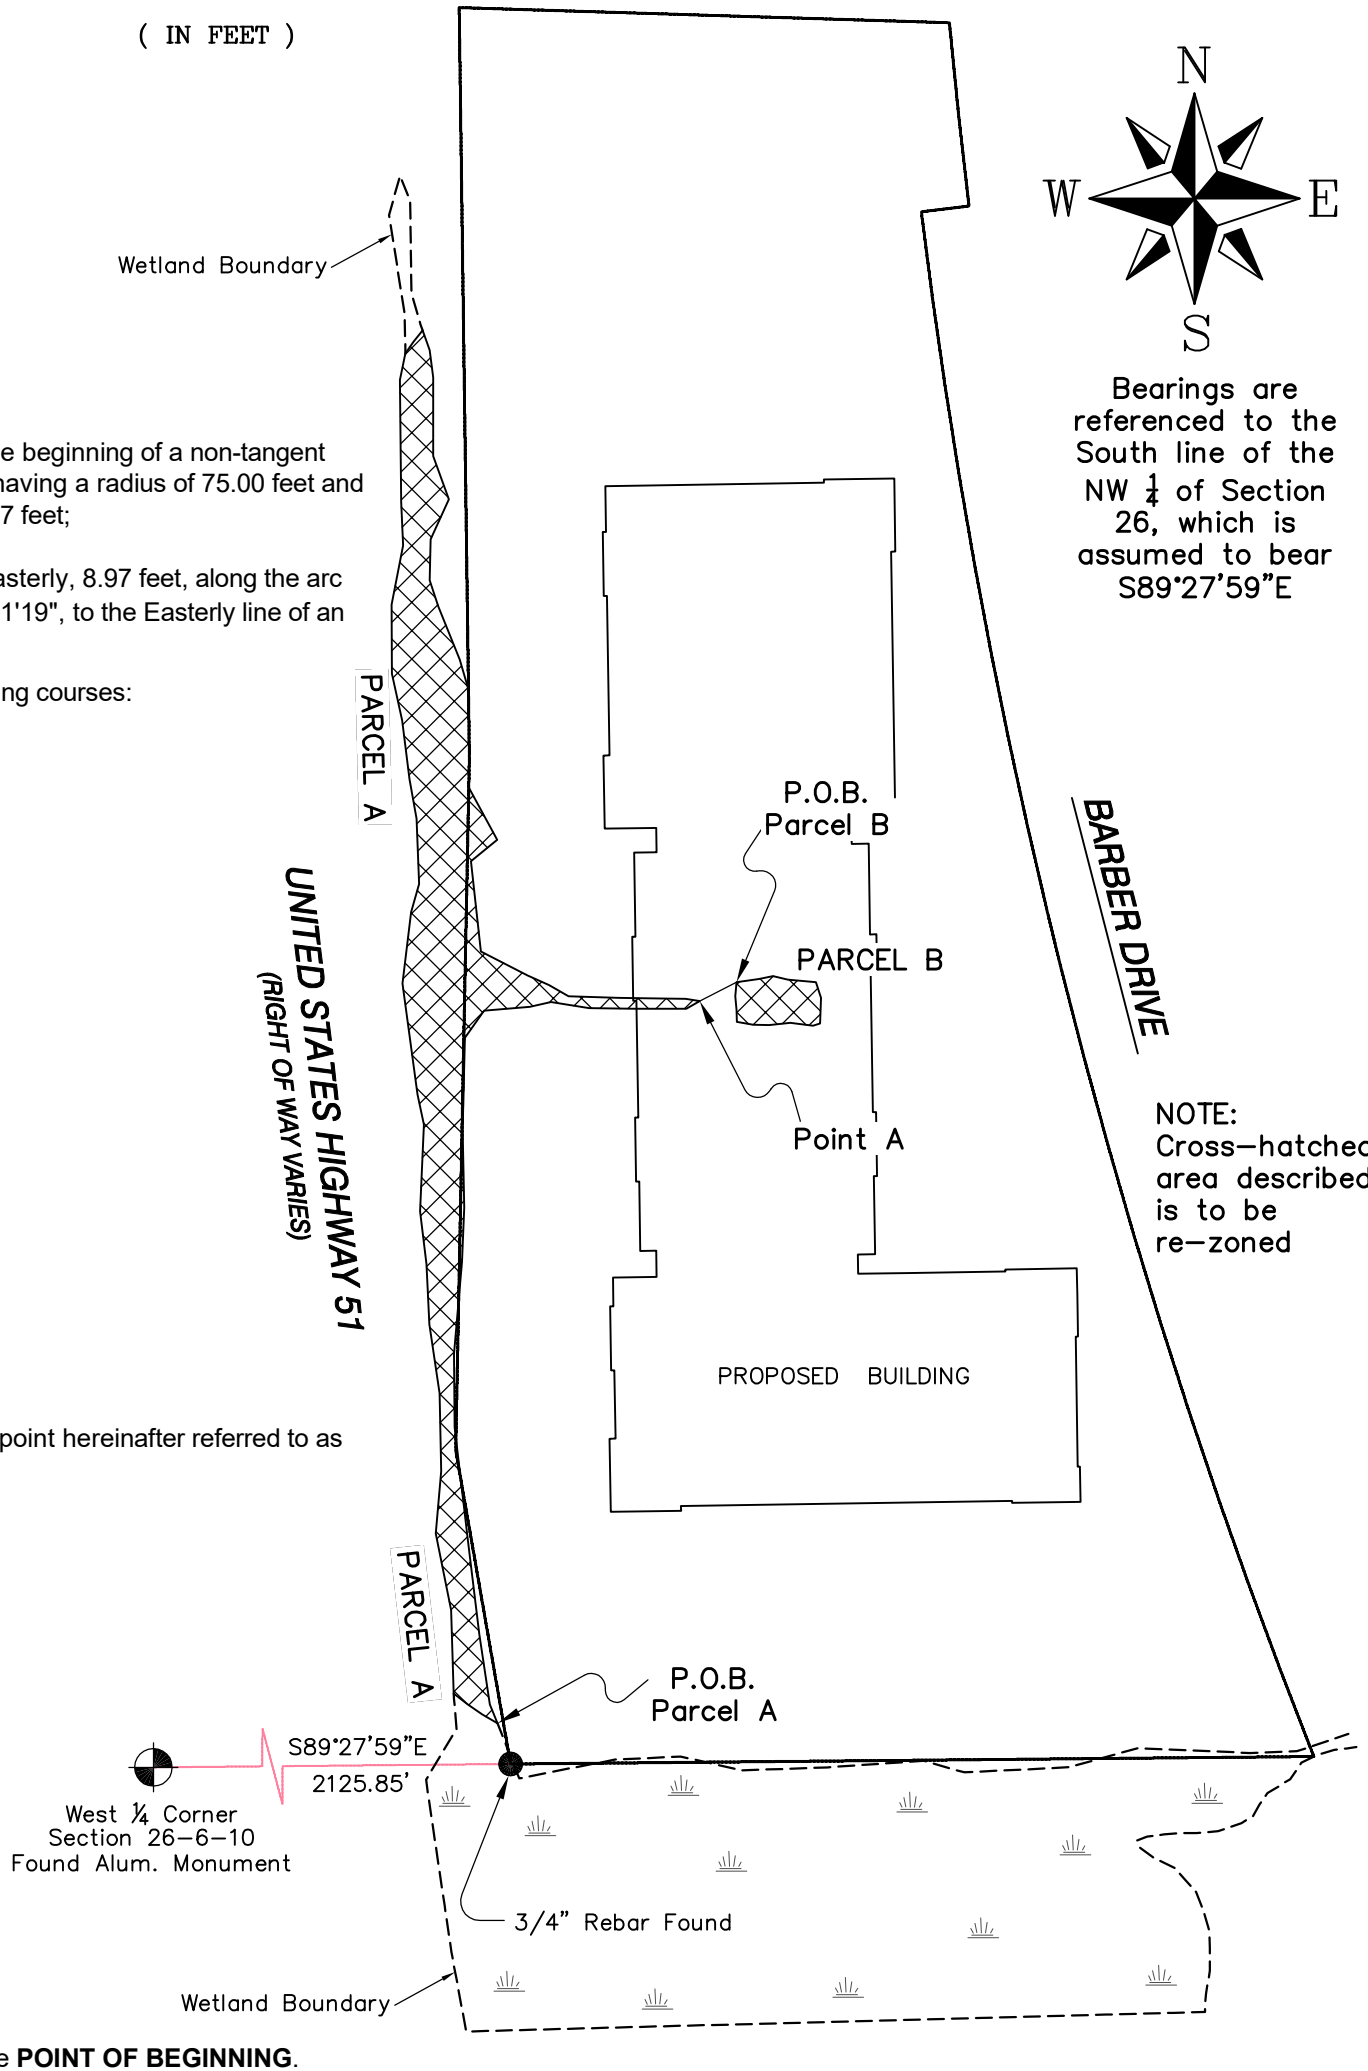 ( IN FEET )
N
W
E
S
Wetland Boundary
Bearings are
referenced to the
South line of the
NW ¼ of Section
26, which is
assumed to bear
S89°27'59"E
e beginning of a non-tangent
having a radius of 75.00 feet and
7 feet;
asterly, 8.97 feet, along the arc
1'19", to the Easterly line of an
ng courses:
PARCEL A
P.O.B.
Parcel B
BARBER DRIVE
UNITED STATES HIGHWAY 51
(RIGHT OF WAY VARIES)
PARCEL B
Point A
NOTE:
Cross-hatched
area described
is to be
re-zoned
PROPOSED BUILDING
point hereinafter referred to as
PARCEL A
P.O.B.
Parcel A
S89°27'59"E
2125.85'
West ¼ Corner
Section 26-6-10
Found Alum. Monument
3/4" Rebar Found
Wetland Boundary
e POINT OF BEGINNING.